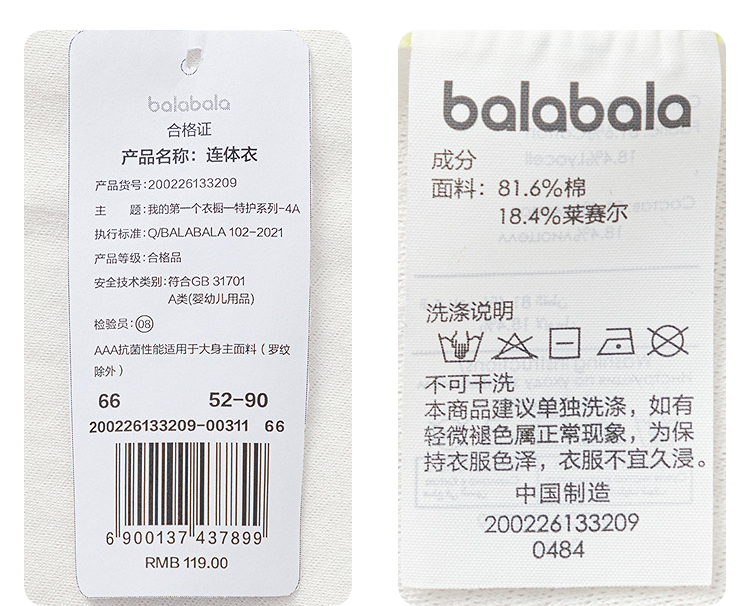 balabala
合格证
产品名称：连体衣
产品货号:200226133209
主 题:我的第一个衣橱—特护系列-4A
执行标准:Q/BALABALA 102-2021
产品等级:合格品
安全技术类别:符合GB 31701
A类(婴幼儿用品)
检验员:08
AAA抗菌性能适用于大身主面料（罗纹
除外）
66 52-90
200226133209-00311 66
6 900137 437899
RMB 119.00
balabala
成分
面料：81.6%棉
18.4%莱赛尔
洗涤说明
不可干洗
本商品建议单独洗涤，如有
轻微褪色属正常现象，为保
持衣服色泽，衣服不宜久浸。
中国制造
200226133209
0484